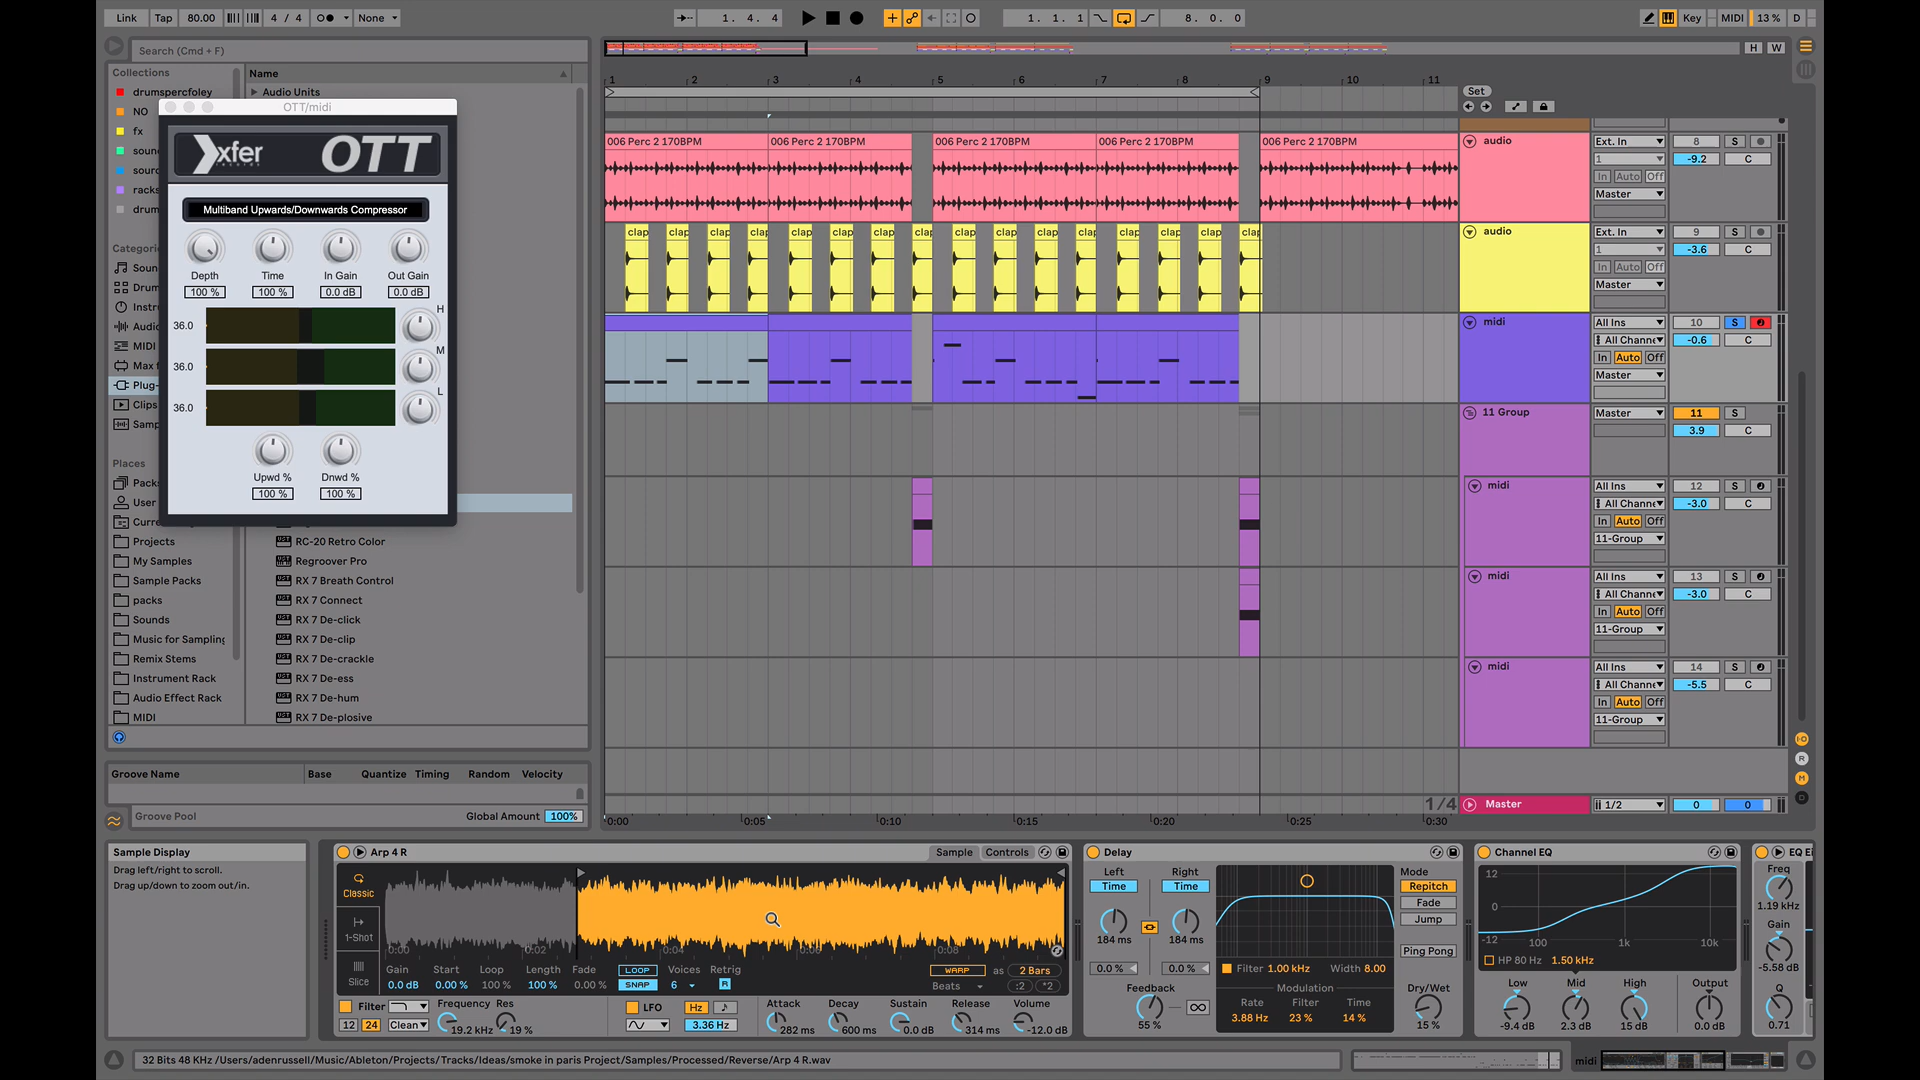 Link Tap 80.00 4 / 4 None 1. 4. 4 1. 1. 1 8. 0. 0 Key MIDI 13 % D
Search (Cmd + F) H W
Collections Name
drumspercfoley Audio Units
NO
fx
racks
drum
Places
Packs
User
Projects RC-20 Retro Color
My Samples Regroover Pro
Sample Packs RX 7 Breath Control
packs RX 7 Connect
Sounds RX 7 De-click
Music for Sampling RX 7 De-clip
Remix Stems RX 7 De-crackle
Instrument Rack RX 7 De-ess
Audio Effect Rack RX 7 De-hum
MIDI RX 7 De-plosive
OTT/midi
xfer records OTT
Multiband Upwards/Downwards Compressor
Depth Time In Gain Out Gain
100 % 100 % 0.0 dB 0.0 dB
36.0 H
36.0 M
36.0 L
Upwd % Dnwd %
100 % 100 %
1 2 3 4 5 6 7 8 9 10 11
Set
006 Perc 2 170BPM 006 Perc 2 170BPM 006 Perc 2 170BPM 006 Perc 2 170BPM 006 Perc 2 170BPM
audio Ext. In 8 S
1 -9.2 C
In Auto Off
Master
clap clap clap clap clap clap clap clap clap clap clap clap clap clap clap clap
audio Ext. In 9 S
1 -3.6 C
In Auto Off
Master
midi All Ins 10 S
All Channe -0.6 C
In Auto Off
Master
11 Group Master 11 S
3.9 C
midi All Ins 12 S
All Channe -3.0 C
In Auto Off
11-Group
midi All Ins 13 S
All Channe -3.0 C
In Auto Off
11-Group
midi All Ins 14 S
All Channe -5.5 C
In Auto Off
11-Group
1/4 Master 1/2 0 0
0:00 0:05 0:10 0:15 0:20 0:25 0:30
Groove Name Base Quantize Timing Random Velocity
Groove Pool Global Amount 100%
Sample Display
Drag left/right to scroll.
Drag up/down to zoom out/in.
Arp 4 R Sample Controls
Classic
1-Shot
Slice
0:00 0:02 0:04 0:06 0:08
Gain Start Loop Length Fade LOOP Voices Retrig WARP as 2 Bars
0.0 dB 0.00 % 100 % 100 % 0.00 % SNAP 6 R Beats :2 *2
Filter Frequency Res LFO Hz Attack Decay Sustain Release Volume
12 24 Clean 19.2 kHz 19 % 3.36 Hz 282 ms 600 ms 0.0 dB 314 ms -12.0 dB
Delay
Left Right Mode
Time Time Repitch
Fade
Jump
184 ms 184 ms
Ping Pong
0.0 % 0.0 % Filter 1.00 kHz Width 8.00
Feedback Modulation Dry/Wet
Rate Filter Time
55 % 3.88 Hz 23 % 14 % 15 %
Channel EQ
12
0
-12 100 1k 10k
HP 80 Hz 1.50 kHz
Low Mid High Output
-9.4 dB 2.3 dB 15 dB 0.0 dB
EQ Ei
Freq
1.19 kHz
Gain
-5.58 dB
Q
0.71
32 Bits 48 KHz /Users/adenrussell/Music/Ableton/Projects/Tracks/Ideas/smoke in paris Project/Samples/Processed/Reverse/Arp 4 R.wav
midi